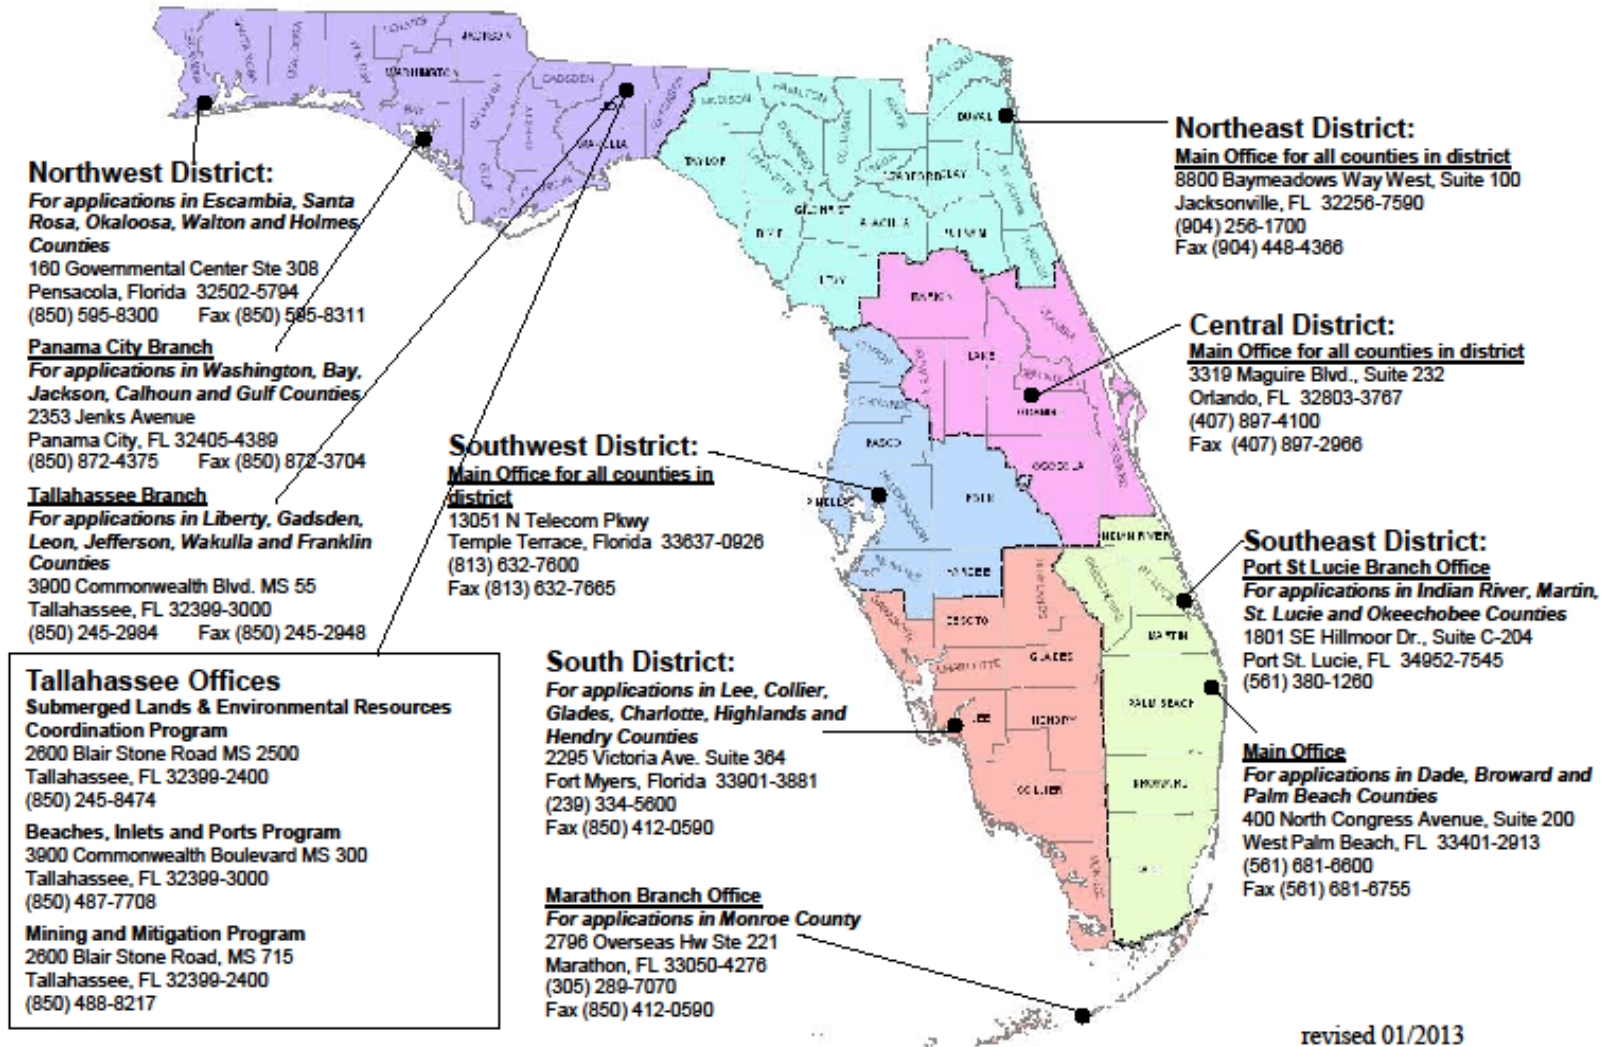 Northwest District:
For applications in Escambia, Santa
Rosa, Okaloosa, Walton and Holmes
Counties
160 Governmental Center Ste 308
Pensacola, Florida 32502-5794
(850) 595-8300 Fax (850) 595-8311
Panama City Branch
For applications in Washington, Bay,
Jackson, Calhoun and Gulf Counties
2353 Jenks Avenue
Panama City, FL 32405-4389
(850) 872-4375 Fax (850) 872-3704
Tallahassee Branch
For applications in Liberty, Gadsden,
Leon, Jefferson, Wakulla and Franklin
Counties
3900 Commonwealth Blvd. MS 55
Tallahassee, FL 32399-3000
(850) 245-2984 Fax (850) 245-2948
Tallahassee Offices
Submerged Lands & Environmental Resources
Coordination Program
2600 Blair Stone Road MS 2500
Tallahassee, FL 32399-2400
(850) 245-8474
Beaches, Inlets and Ports Program
3900 Commonwealth Boulevard MS 300
Tallahassee, FL 32399-3000
(850) 487-7708
Mining and Mitigation Program
2600 Blair Stone Road, MS 715
Tallahassee, FL 32399-2400
(850) 488-8217
Southwest District:
Main Office for all counties in
district
13051 N Telecom Pkwy
Temple Terrace, Florida 33637-0926
(813) 632-7600
Fax (813) 632-7665
South District:
For applications in Lee, Collier,
Glades, Charlotte, Highlands and
Hendry Counties
2295 Victoria Ave. Suite 364
Fort Myers, Florida 33901-3881
(239) 334-5600
Fax (850) 412-0590
Marathon Branch Office
For applications in Monroe County
2796 Overseas Hw Ste 221
Marathon, FL 33050-4276
(305) 289-7070
Fax (850) 412-0590
Northeast District:
Main Office for all counties in district
8800 Baymeadows Way West, Suite 100
Jacksonville, FL 32256-7590
(904) 256-1700
Fax (904) 448-4366
Central District:
Main Office for all counties in district
3319 Maguire Blvd., Suite 232
Orlando, FL 32803-3767
(407) 897-4100
Fax (407) 897-2966
Southeast District:
Port St Lucie Branch Office
For applications in Indian River, Martin,
St. Lucie and Okeechobee Counties
1801 SE Hillmoor Dr., Suite C-204
Port St. Lucie, FL 34952-7545
(561) 380-1260
Main Office
For applications in Dade, Broward and
Palm Beach Counties
400 North Congress Avenue, Suite 200
West Palm Beach, FL 33401-2913
(561) 681-6600
Fax (561) 681-6755
JACKSON
WASHINGTON
GADSDEN
BAY
MADISON
HAMILTON
TAYLOR
DUVAL
LEVY
MARION
LAKE
PASCO
POLK
OSCEOLA
HARDEE
INDIAN RIVER
MARTIN
DESOTO
CHARLOTTE
GLADES
LEE
HENDRY
PALM BEACH
COLLIER
BROWARD
revised 01/2013